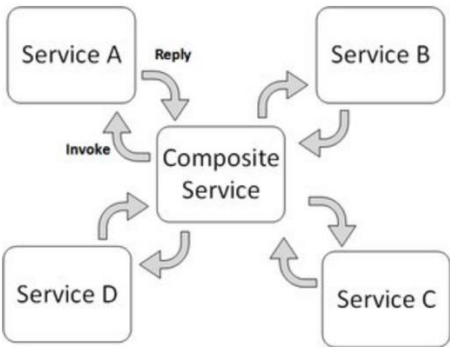 Service A
Reply
Service B
Invoke
Composite
Service
Service D
Service C